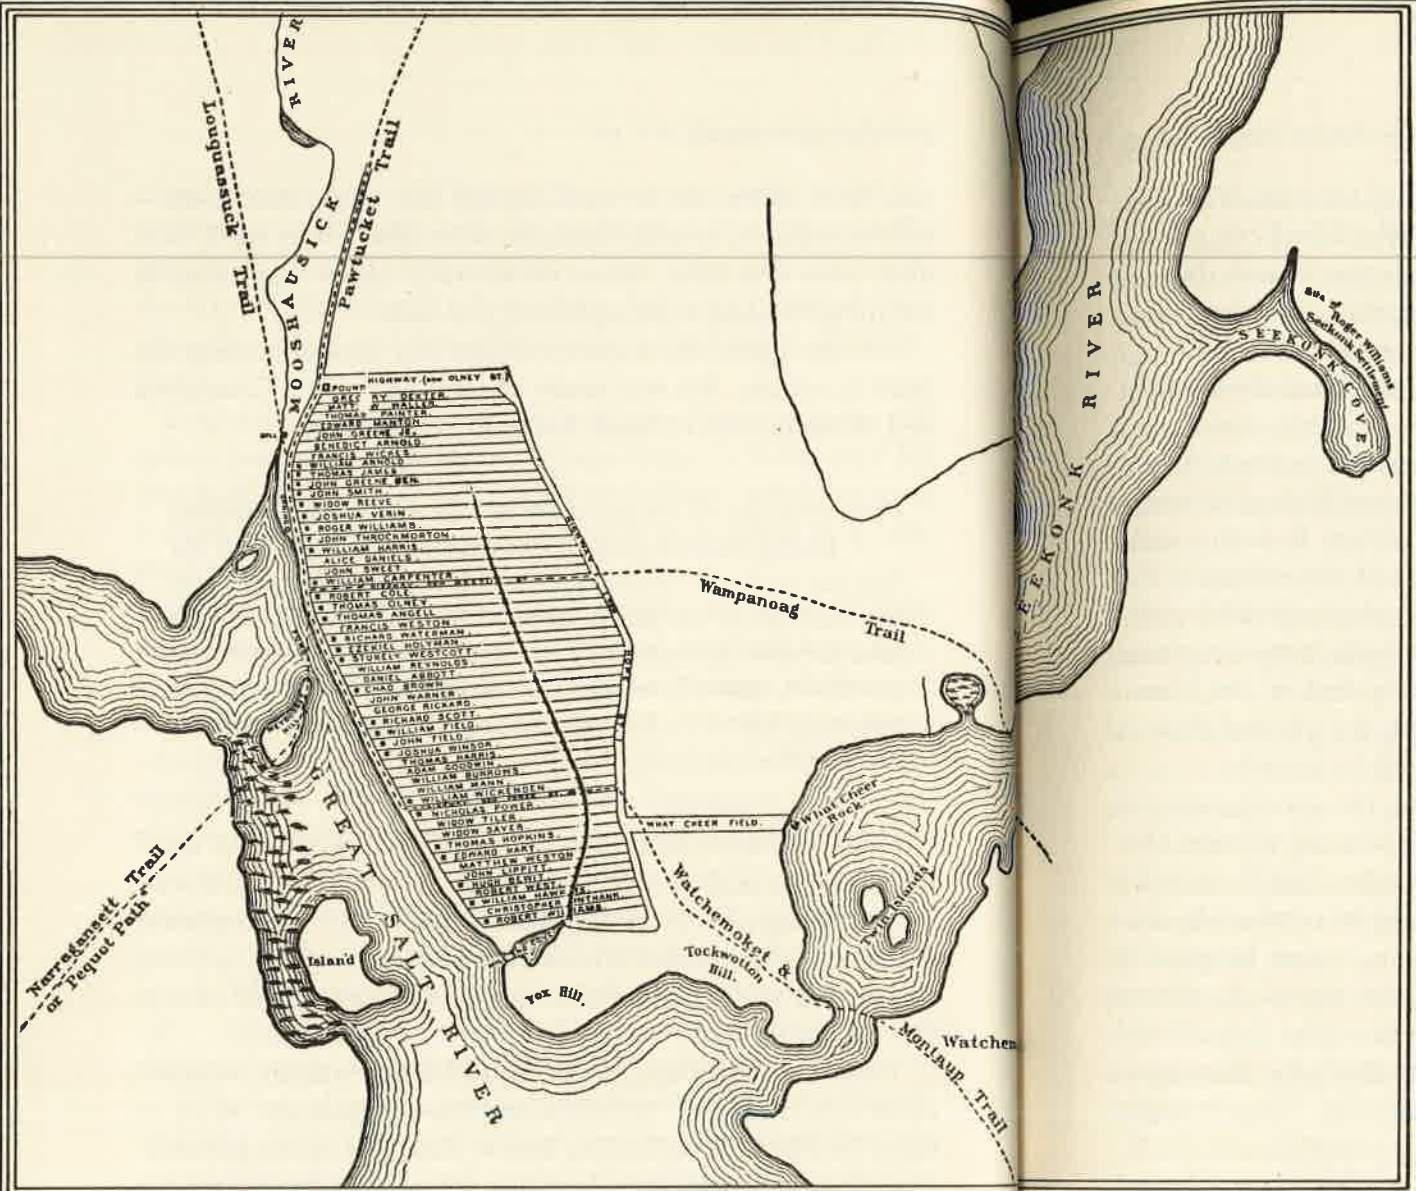 RIVER
MOOSHAUSICK
Louquassuck Trail
Pawtucket Trail
HIGHWAY. (now OLNEY ST.)
POUND
GREGORY DEXTER.
MATT W WALLER.
THOMAS PAINTER.
EDWARD MANTON
JOHN GREENE JR.
BENEDICT ARNOLD.
FRANCIS WICKES.
WILLIAM ARNOLD.
THOMAS JAMES.
JOHN GREENE SEN.
JOHN SMITH.
WIDOW REEVE
JOSHUA VERIN.
ROGER WILLIAMS.
JOHN THROCKMORTON.
WILLIAM HARRIS.
ALICE DANIELS.
JOHN SWEET.
WILLIAM CARPENTER.
ROBERT COLE.
THOMAS OLNEY.
THOMAS ANGELL.
FRANCIS WESTON.
RICHARD WATERMAN.
EZEKIEL HOLYMAN.
STUKELY WESTCOTT.
WILLIAM REYNOLDS.
DANIEL ABBOTT.
CHAD BROWN
JOHN WARNER.
GEORGE RICKARD.
RICHARD SCOTT.
WILLIAM FIELD.
JOHN FIELD.
JOSHUA WINSOR
THOMAS HARRIS.
ADAM GOODWIN.
WILLIAM BURROWS.
WILLIAM MANN.
WILLIAM WICKENDEN
NICHOLAS POWER.
WIDOW TILER.
WIDOW SAYER.
THOMAS HOPKINS.
EDWARD HART.
MATTHEW WESTON
JOHN LIPPITT.
HUGH BEWIT.
ROBERT WEST.
WILLIAM HAWKINS.
CHRISTOPHER UNTHANK.
ROBERT WILLIAMS.
HIGHWAY
HOPE
Wampanoag Trail
WHAT CHEER FIELD.
What Cheer
Rock
Watchemoket &
Montaup Trail
Tockwotton
Hill.
Fox Hill.
Island
GREAT SALT RIVER
Narragansett Trail
or Pequot Path
Watchem
SEEKONK RIVER
SEEKONK COVE
Site of
Roger Williams
Seekonk Settlement